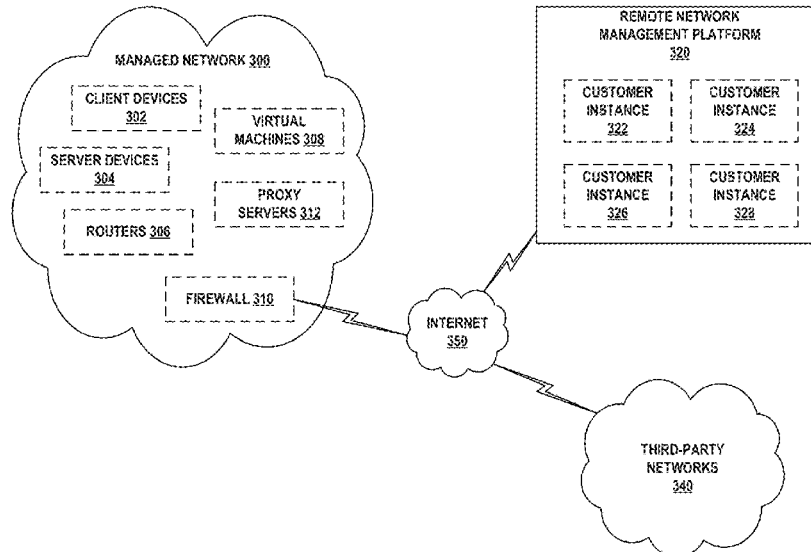 MANAGED NETWORK 300
CLIENT DEVICES
302
VIRTUAL
MACHINES 308
SERVER DEVICES
304
PROXY
SERVERS 312
ROUTERS 306
FIREWALL 310
REMOTE NETWORK
MANAGEMENT PLATFORM
320
CUSTOMER
INSTANCE
322
CUSTOMER
INSTANCE
324
CUSTOMER
INSTANCE
326
CUSTOMER
INSTANCE
328
INTERNET
350
THIRD-PARTY
NETWORKS
340